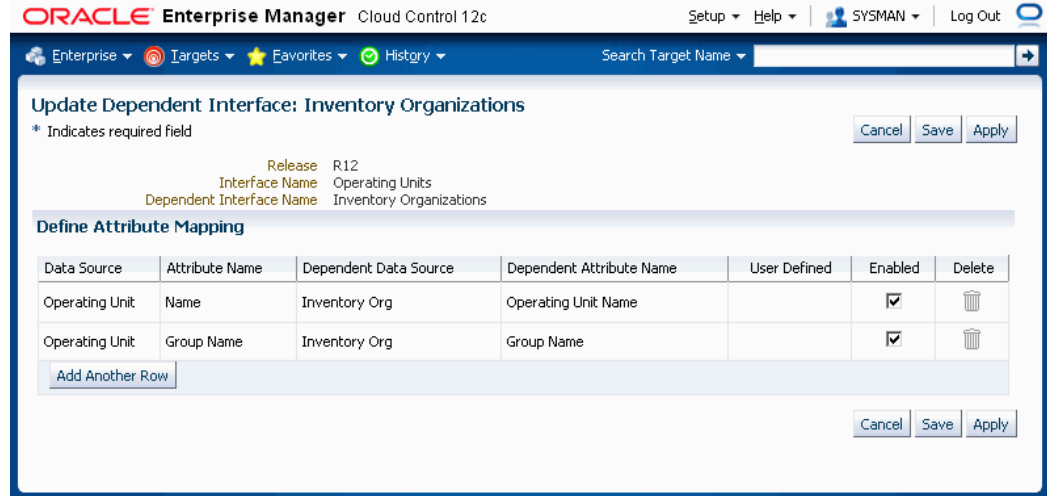 ORACLE Enterprise Manager Cloud Control 12c Setup Help SYSMAN Log Out
Enterprise Targets Favorites History Search Target Name
Update Dependent Interface: Inventory Organizations
* Indicates required field Cancel Save Apply
Release R12
Interface Name Operating Units
Dependent Interface Name Inventory Organizations
Define Attribute Mapping
Data Source Attribute Name Dependent Data Source Dependent Attribute Name User Defined Enabled Delete
Operating Unit Name Inventory Org Operating Unit Name
Operating Unit Group Name Inventory Org Group Name
Add Another Row
Cancel Save Apply